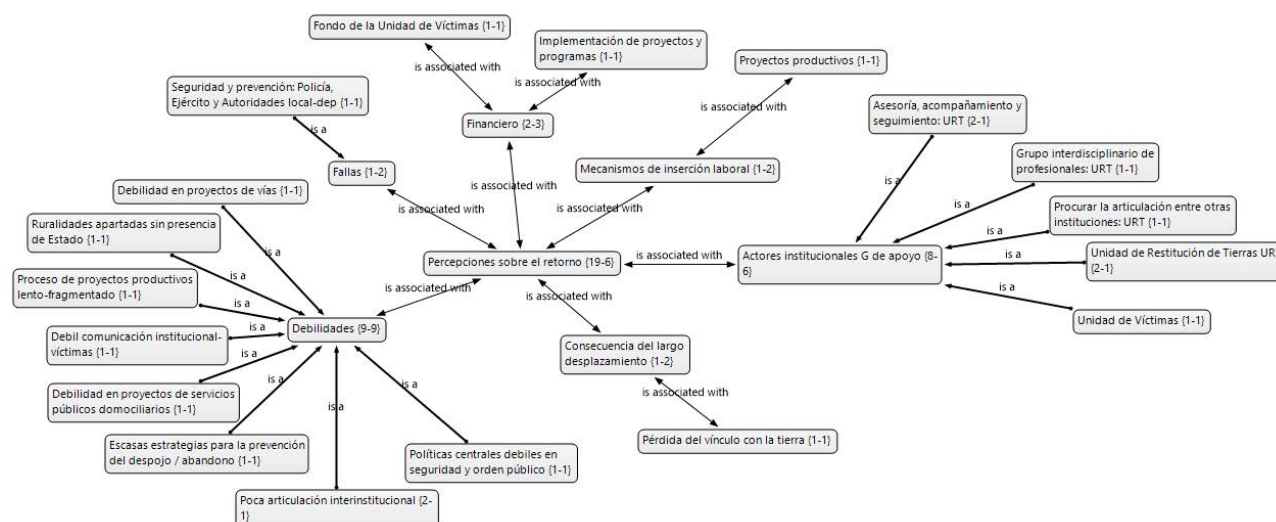 Fondo de la Unidad de Víctimas {1-1}
Implementación de proyectos y
programas {1-1}
is associated with
is associated with
Proyectos productivos {1-1}
Seguridad y prevención: Policía,
Ejército y Autoridades local-dep {1-1}
is a
Financiero {2-3}
is associated with
Asesoría, acompañamiento y
seguimiento: URT {2-1}
Fallas {1-2}
Mecanismos de inserción laboral {1-2}
Grupo interdisciplinario de
profesionales: URT {1-1}
is associated with
is a
is a
Debilidad en proyectos de vías {1-1}
is associated with
is associated with
Procurar la articulación entre otras
instituciones: URT {1-1}
is a
Ruralidades apartadas sin presencia
de Estado {1-1}
is a
Percepciones sobre el retorno {19-6}
is associated with
Actores institucionales G de apoyo {8-
6}
is a
Unidad de Restitución de Tierras URT
{2-1}
Proceso de proyectos productivos
lento-fragmentado {1-1}
is a
is a
is associated with
is associated with
is a
Unidad de Víctimas {1-1}
Debilidades {9-9}
Debil comunicación institucional-
víctimas {1-1}
is a
Consecuencia del largo
desplazamiento {1-2}
is a
is a
is a
is a
is associated with
Debilidad en proyectos de servicios
públicos domociliarios {1-1}
Pérdida del vínculo con la tierra {1-1}
Escasas estrategias para la prevención
del despojo / abandono {1-1}
Políticas centrales debiles en
seguridad y orden público {1-1}
Poca articulación interinstitucional {2-
1}